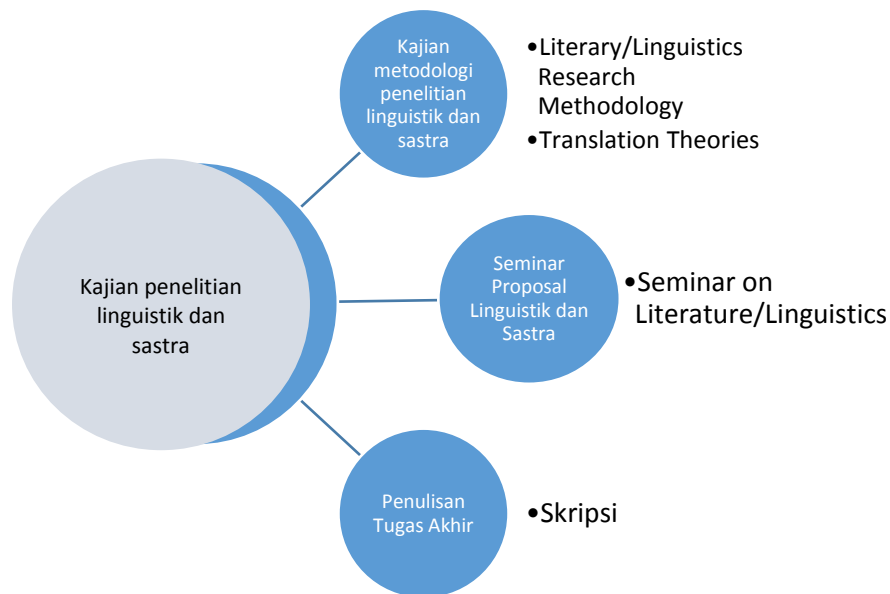 Kajian
metodologi
penelitian
linguistik dan
sastra
•Literary/Linguistics
Research
Methodology
•Translation Theories
Kajian penelitian
linguistik dan
sastra
Seminar
Proposal
Linguistik dan
Sastra
•Seminar on
Literature/Linguistics
Penulisan
Tugas Akhir
•Skripsi